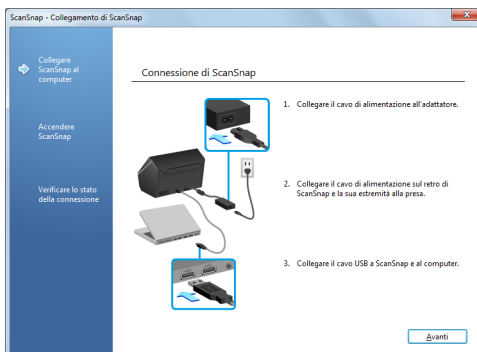 ScanSnap - Collegamento di ScanSnap
Collegare
ScanSnap al
computer
Accendere
ScanSnap
Verificare lo stato
della connessione
Connessione di ScanSnap
1. Collegare il cavo di alimentazione all'adattatore.
2. Collegare il cavo di alimentazione sul retro di
ScanSnap e la sua estremità alla presa.
3. Collegare il cavo USB a ScanSnap e al computer.
Avanti